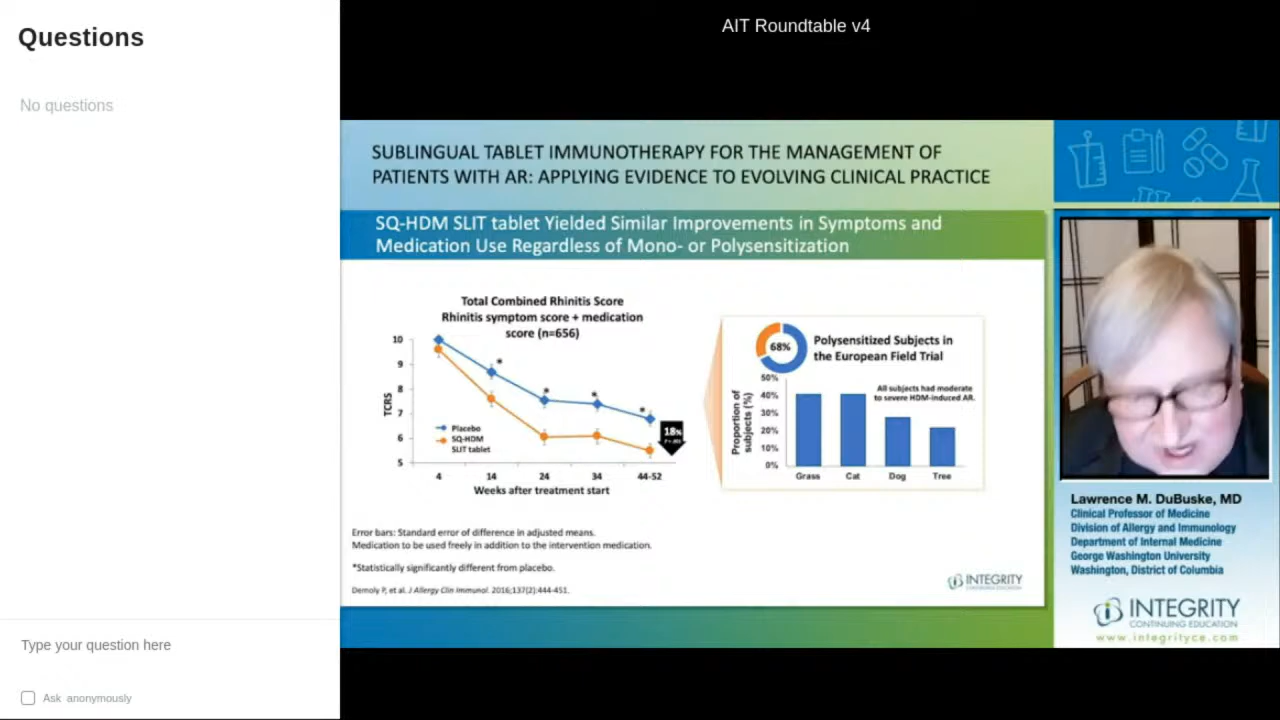 Questions
No questions
Type your question here
Ask anonymously
AIT Roundtable v4
SUBLINGUAL TABLET IMMUNOTHERAPY FOR THE MANAGEMENT OF
PATIENTS WITH AR: APPLYING EVIDENCE TO EVOLVING CLINICAL PRACTICE
SQ-HDM SLIT tablet Yielded Similar Improvements in Symptoms and
Medication Use Regardless of Mono- or Polysensitization
Total Combined Rhinitis Score
Rhinitis symptom score + medication
score (n=656)
10
9
8
7
6
5
TCRS
*
*
*
*
Placebo
SQ-HDM
SLIT tablet
18%
4
14
24
34
44-52
Weeks after treatment start
68%
Polysensitized Subjects in
the European Field Trial
All subjects had moderate
to severe HDM-induced AR.
50%
40%
30%
20%
10%
0%
Proportion of
subjects (%)
Grass
Cat
Dog
Tree
Error bars: Standard error of difference in adjusted means.
Medication to be used freely in addition to the intervention medication.
*Statistically significantly different from placebo.
Demoly P, et al. J Allergy Clin Immunol. 2016;137(2):444-451.
INTEGRITY
CONTINUING EDUCATION
Lawrence M. DuBuske, MD
Clinical Professor of Medicine
Division of Allergy and Immunology
Department of Internal Medicine
George Washington University
Washington, District of Columbia
INTEGRITY
CONTINUING EDUCATION
www.integrityce.com